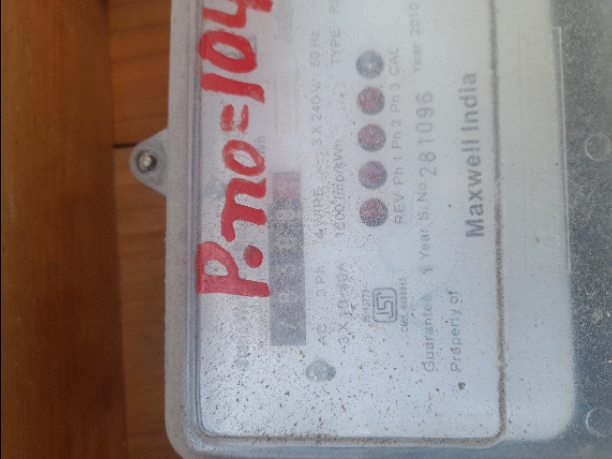 P.no=104
AC 3 Ph 4 WIRE 3 X 240 V 50 Hz TYPE
3 X 10-40A 1600 Imp/kWh
REV Ph 1 Ph 2 Ph 3 CAL
Guarantee 1 Year S. No. 281096 Year 2010
Property of
Maxwell India